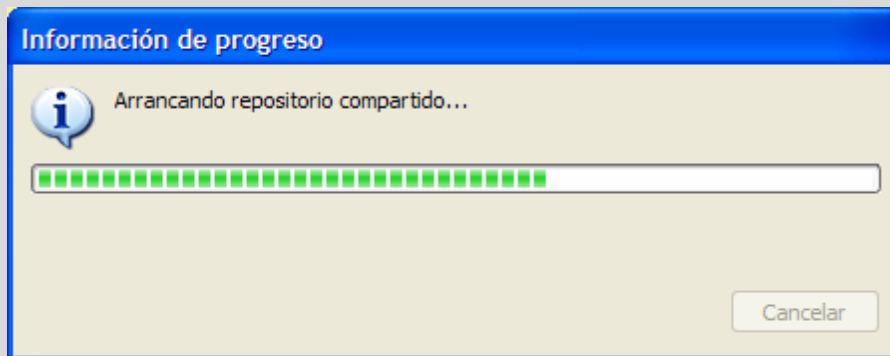 Información de progreso
Arrancando repositorio compartido...
Cancelar